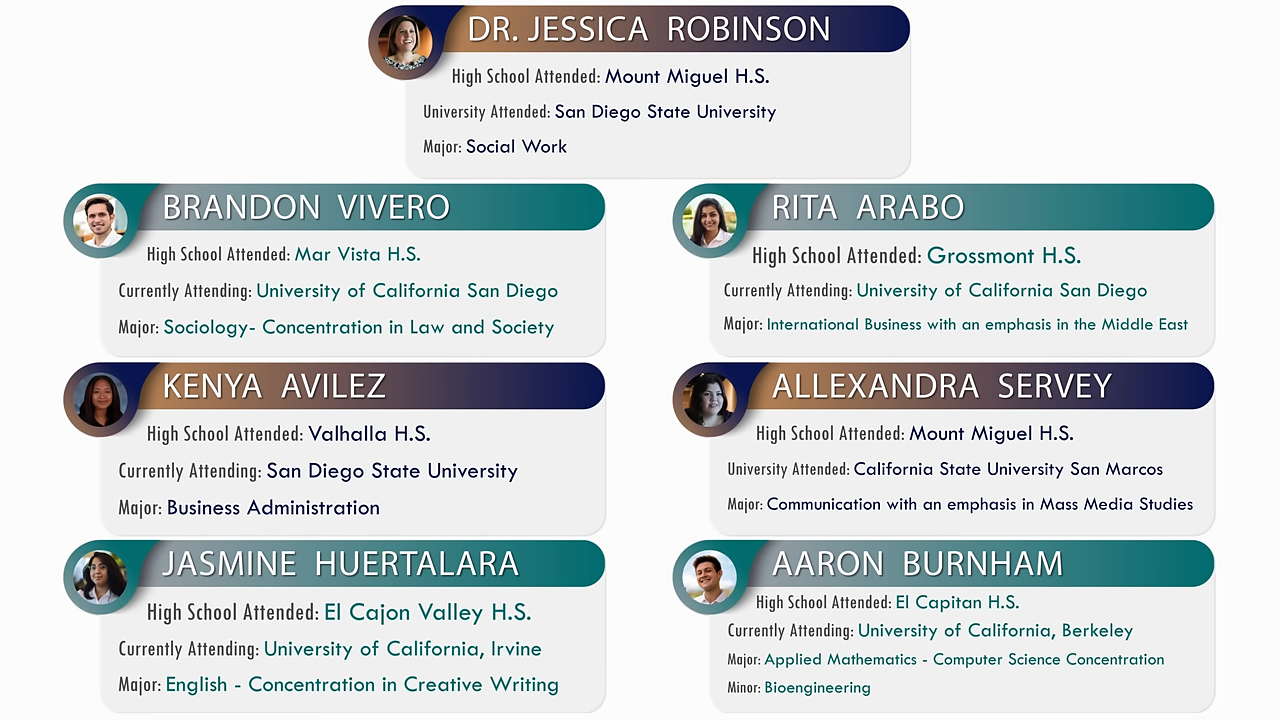 DR. JESSICA ROBINSON
High School Attended: Mount Miguel H.S.
University Attended: San Diego State University
Major: Social Work
BRANDON VIVERO
High School Attended: Mar Vista H.S.
Currently Attending: University of California San Diego
Major: Sociology- Concentration in Law and Society
RITA ARABO
High School Attended: Grossmont H.S.
Currently Attending: University of California San Diego
Major: International Business with an emphasis in the Middle East
KENYA AVILEZ
High School Attended: Valhalla H.S.
Currently Attending: San Diego State University
Major: Business Administration
ALLEXANDRA SERVEY
High School Attended: Mount Miguel H.S.
University Attended: California State University San Marcos
Major: Communication with an emphasis in Mass Media Studies
JASMINE HUERTALARA
High School Attended: El Cajon Valley H.S.
Currently Attending: University of California, Irvine
Major: English - Concentration in Creative Writing
AARON BURNHAM
High School Attended: El Capitan H.S.
Currently Attending: University of California, Berkeley
Major: Applied Mathematics - Computer Science Concentration
Minor: Bioengineering